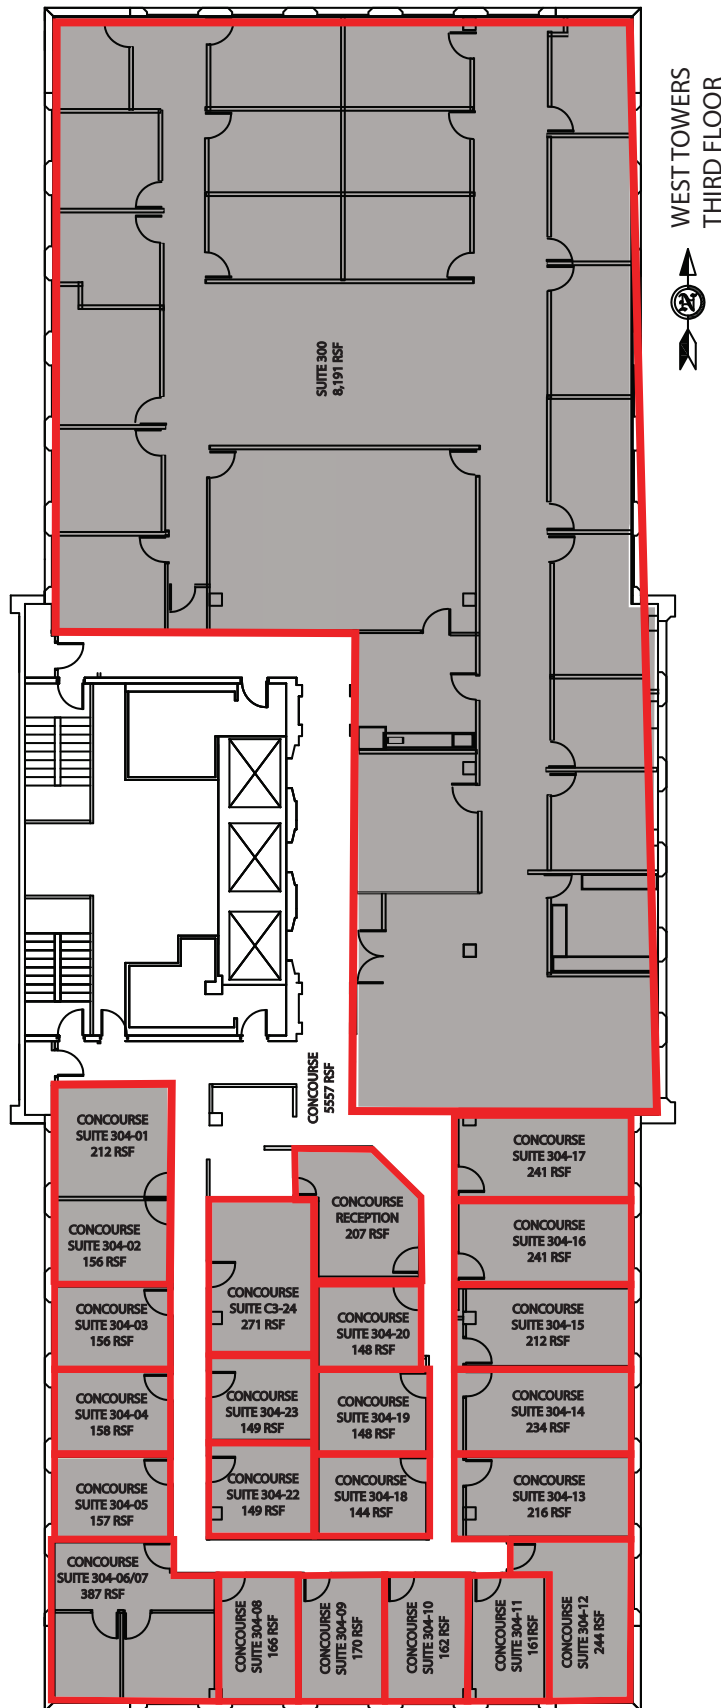 WEST TOWERS
THIRD FLOOR
N
SUITE 300
8,191 RSF
CONCOURSE
5557 RSF
CONCOURSE
SUITE 304-01
212 RSF
CONCOURSE
SUITE 304-02
156 RSF
CONCOURSE
SUITE 304-03
156 RSF
CONCOURSE
SUITE 304-04
158 RSF
CONCOURSE
SUITE 304-05
157 RSF
CONCOURSE
SUITE 304-06/07
387 RSF
CONCOURSE
RECEPTION
207 RSF
CONCOURSE
SUITE C3-24
271 RSF
CONCOURSE
SUITE 304-23
149 RSF
CONCOURSE
SUITE 304-22
149 RSF
CONCOURSE
SUITE 304-20
148 RSF
CONCOURSE
SUITE 304-19
148 RSF
CONCOURSE
SUITE 304-18
144 RSF
CONCOURSE
SUITE 304-17
241 RSF
CONCOURSE
SUITE 304-16
241 RSF
CONCOURSE
SUITE 304-15
212 RSF
CONCOURSE
SUITE 304-14
234 RSF
CONCOURSE
SUITE 304-13
216 RSF
CONCOURSE
SUITE 304-08
166 RSF
CONCOURSE
SUITE 304-09
170 RSF
CONCOURSE
SUITE 304-10
162 RSF
CONCOURSE
SUITE 304-11
161RSF
CONCOURSE
SUITE 304-12
244 RSF